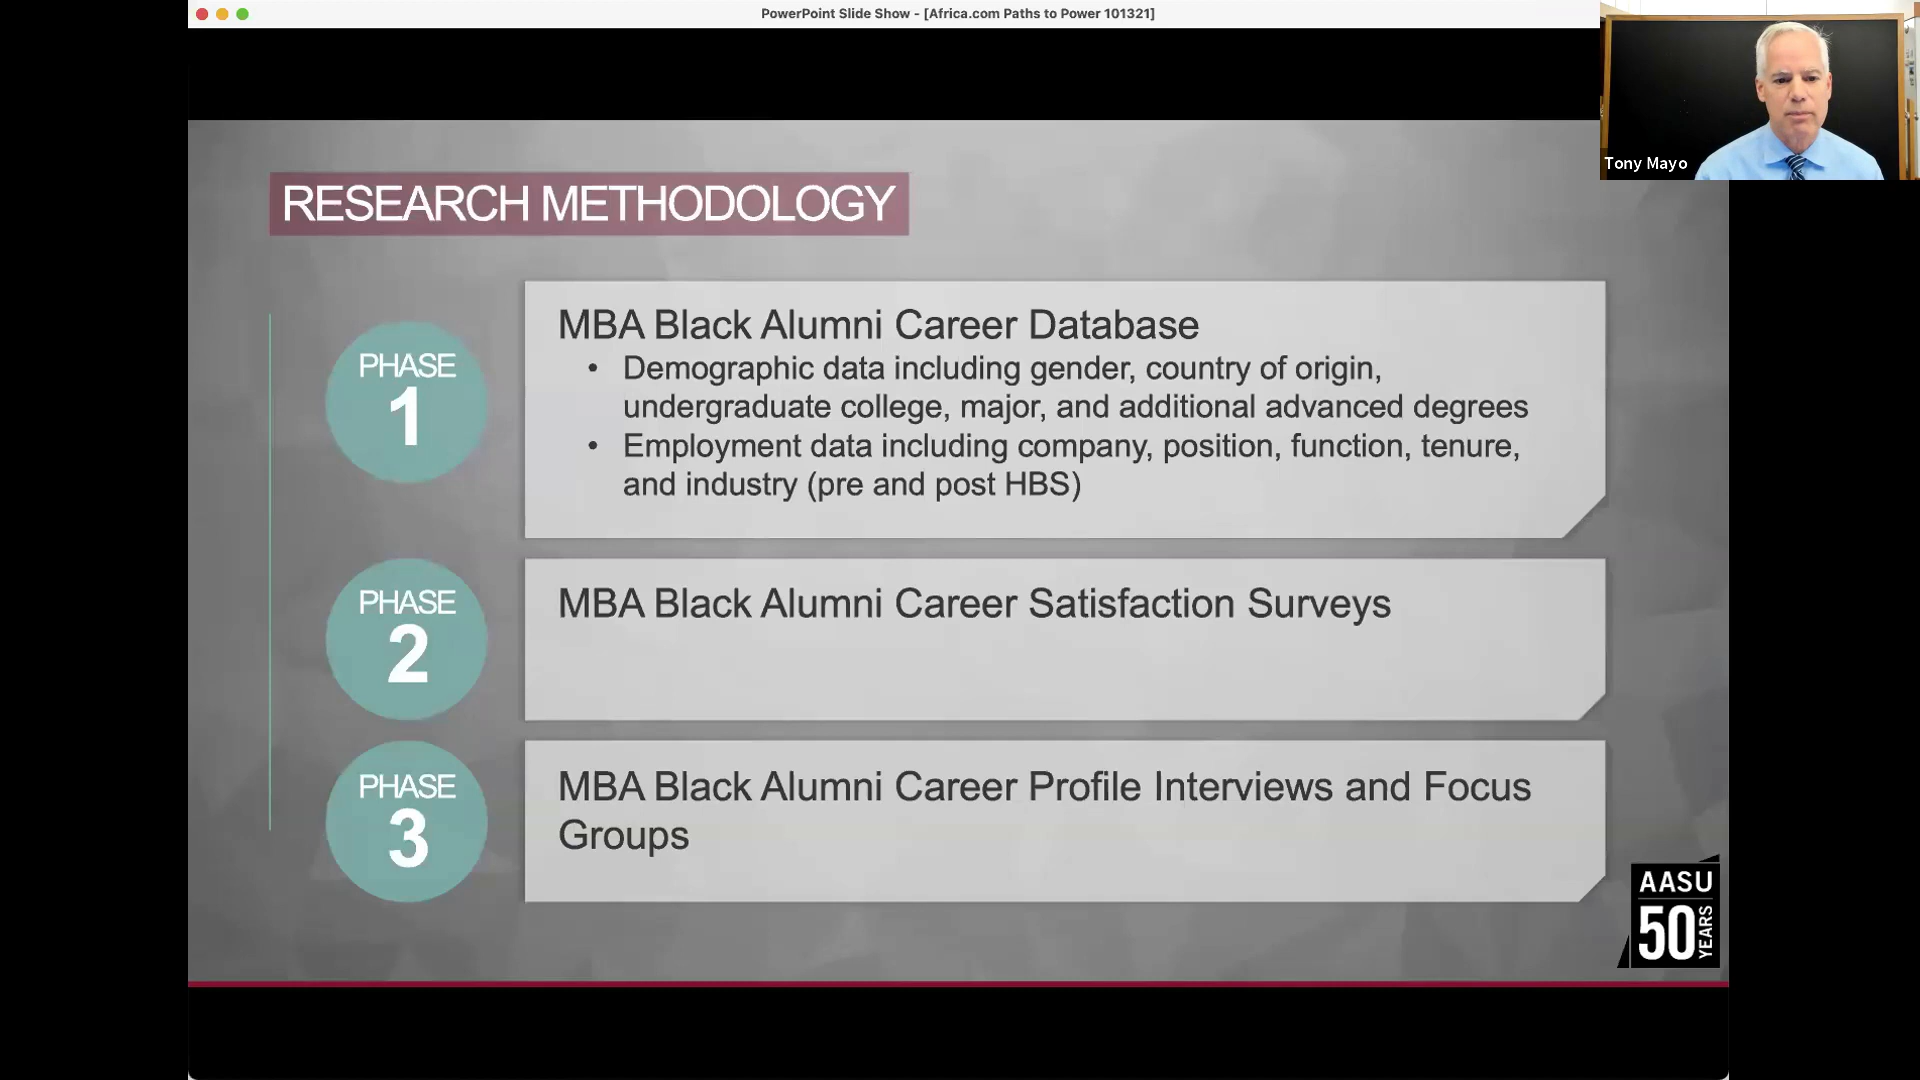 PowerPoint Slide Show - [Africa.com Paths to Power 101321]
Tony Mayo
RESEARCH METHODOLOGY
PHASE
1
MBA Black Alumni Career Database
• Demographic data including gender, country of origin,
undergraduate college, major, and additional advanced degrees
• Employment data including company, position, function, tenure,
and industry (pre and post HBS)
PHASE
2
MBA Black Alumni Career Satisfaction Surveys
PHASE
3
MBA Black Alumni Career Profile Interviews and Focus
Groups
AASU
50 YEARS